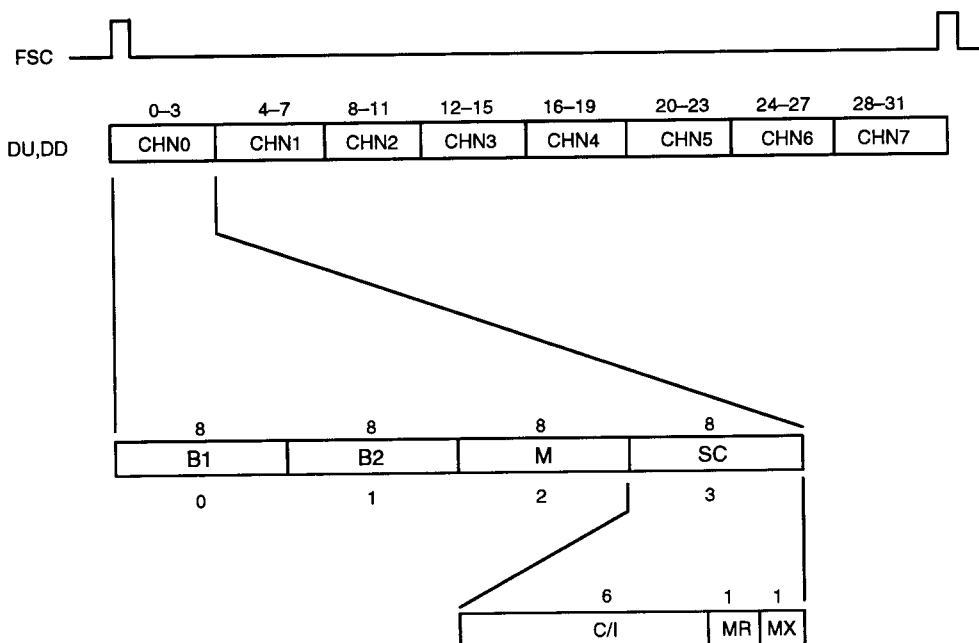 FSC
0–3 4–7 8–11 12–15 16–19 20–23 24–27 28–31
DU,DD CHN0 CHN1 CHN2 CHN3 CHN4 CHN5 CHN6 CHN7
8 8 8 8
B1 B2 M SC
0 1 2 3
6 1 1
C/I MR MX